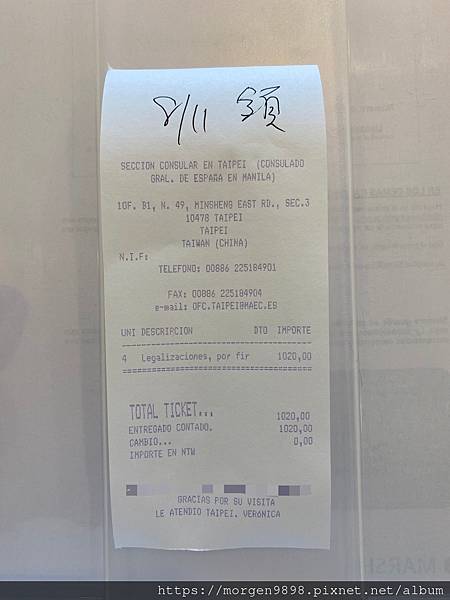 8/11 領
SECCION CONSULAR EN TAIPEI (CONSULADO
GRAL. DE ESPAÑA EN MANILA)
10F. B1, N. 49, MINSHENG EAST RD., SEC.3
10478 TAIPEI
TAIPEI
TAIWAN (CHINA)
N.I.F:
TELEFONO: 00886 225184901
FAX: 00886 225184904
e-mail: OFC.TAIPEI@MAEC.ES
UNI DESCRIPCION DTO IMPORTE
4 Legalizaciones, por fir 1020,00
TOTAL TICKET... 1020,00
ENTREGADO CONTADO. 1020,00
CAMBIO... 0,00
IMPORTE EN NTW
GRACIAS POR SU VISITA
LE ATENDIO TAIPEI. VERONICA
MARSH
https://morgen9898.pixnet.net/album